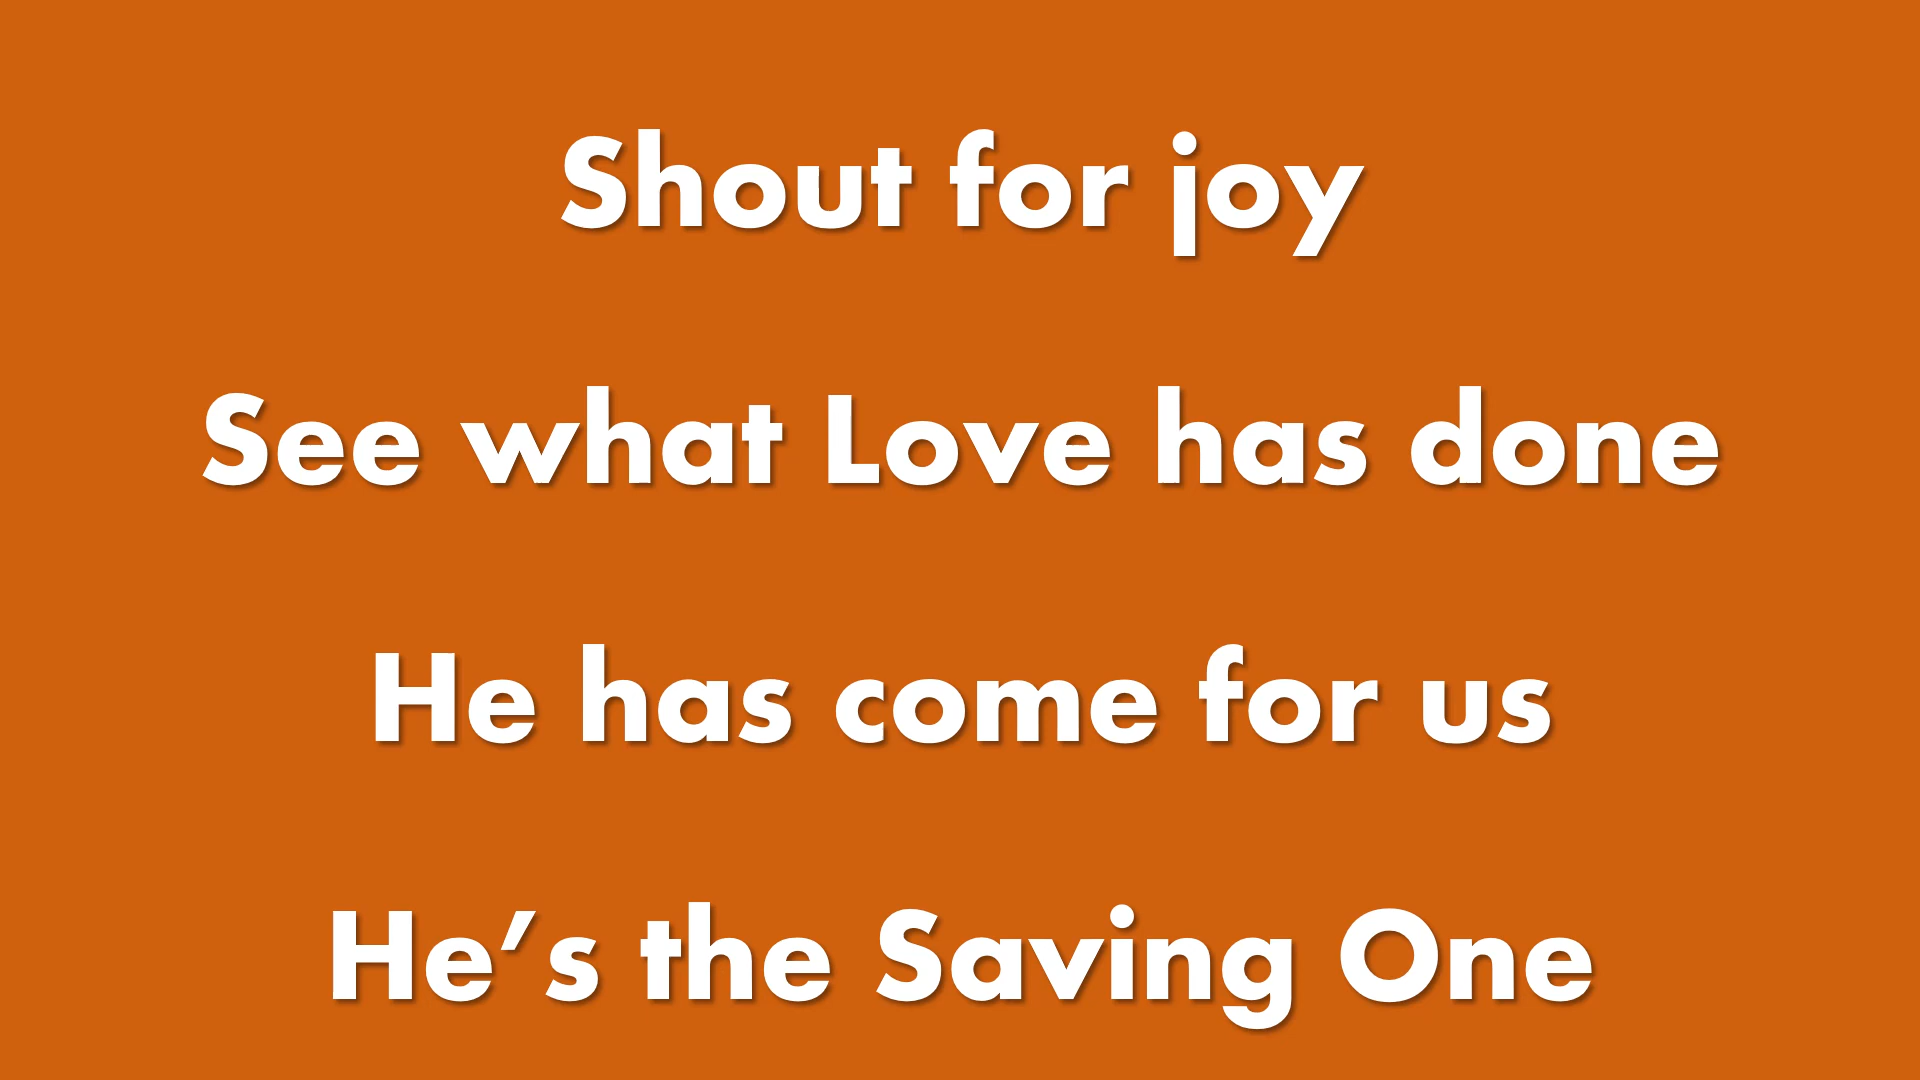 Shout for joy
See what Love has done
He has come for us
He’s the Saving One